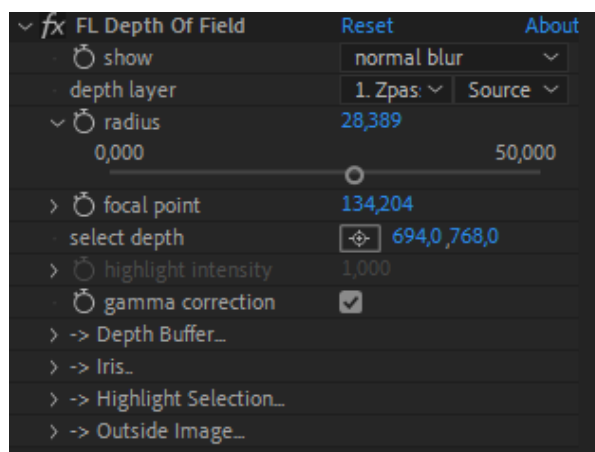 fx FL Depth Of Field Reset About
show normal blur
depth layer 1. Zpas: Source
radius 28,389
0,000 50,000
focal point 134,204
select depth 694,0 ,768,0
highlight intensity 1,000
gamma correction
-> Depth Buffer...
-> Iris..
-> Highlight Selection...
-> Outside Image...